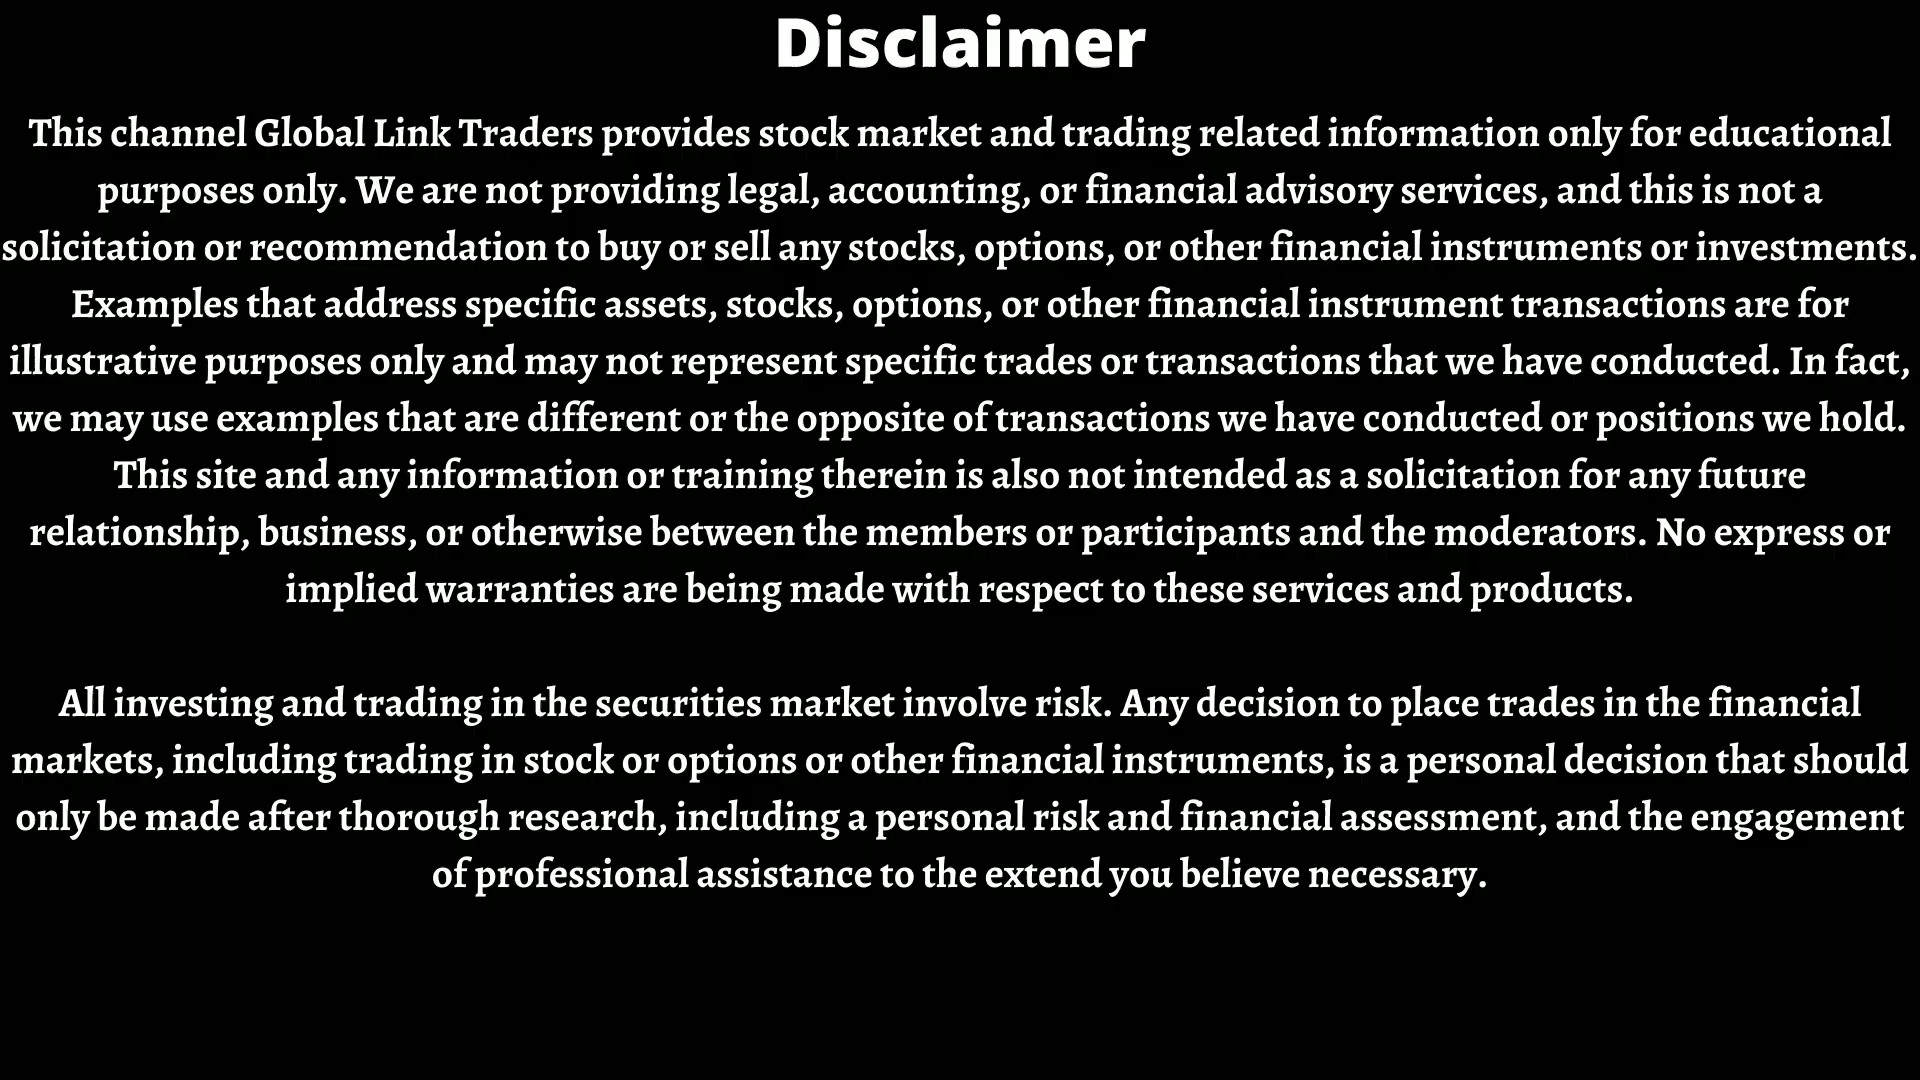 Disclaimer
This channel Global Link Traders provides stock market and trading related information only for educational
purposes only. We are not providing legal, accounting, or financial advisory services, and this is not a
solicitation or recommendation to buy or sell any stocks, options, or other financial instruments or investments.
Examples that address specific assets, stocks, options, or other financial instrument transactions are for
illustrative purposes only and may not represent specific trades or transactions that we have conducted. In fact,
we may use examples that are different or the opposite of transactions we have conducted or positions we hold.
This site and any information or training therein is also not intended as a solicitation for any future
relationship, business, or otherwise between the members or participants and the moderators. No express or
implied warranties are being made with respect to these services and products.
All investing and trading in the securities market involve risk. Any decision to place trades in the financial
markets, including trading in stock or options or other financial instruments, is a personal decision that should
only be made after thorough research, including a personal risk and financial assessment, and the engagement
of professional assistance to the extend you believe necessary.